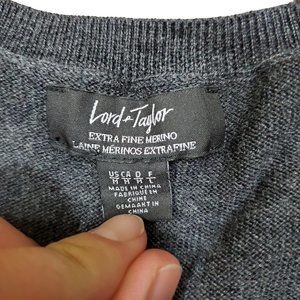 Lord & Taylor
EXTRA FINE MERINO
LAINE MÉRINOS EXTRAFINE
US CA D F
M M M L
MADE IN CHINA
FABRIQUÉ EN
CHINE
GEMAAKT IN
CHINA